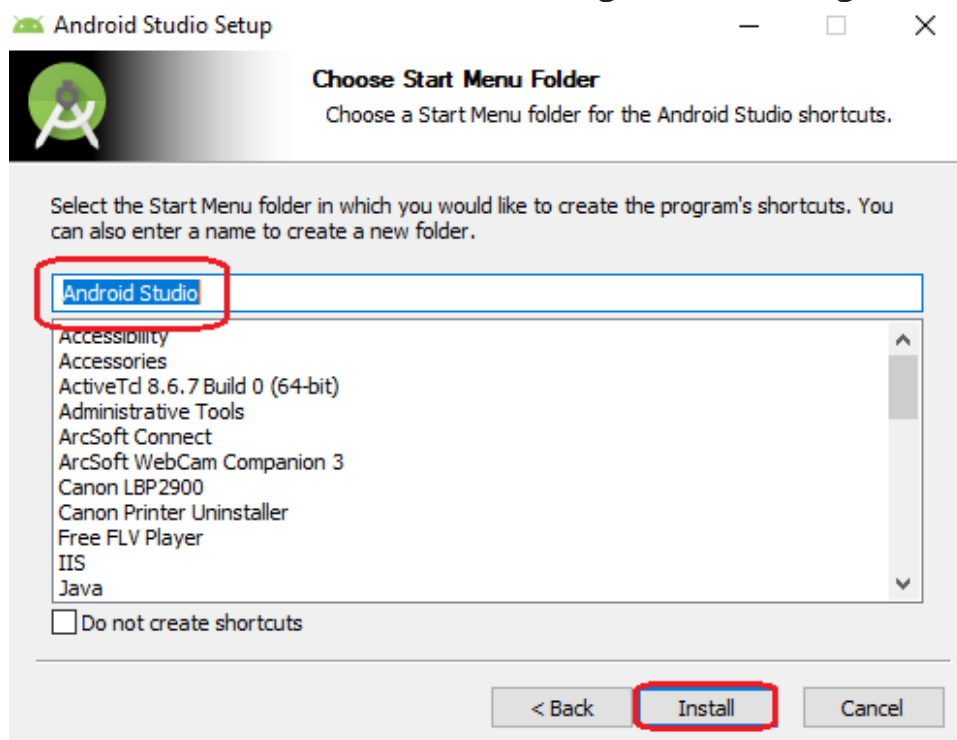 Android Studio Setup
Choose Start Menu Folder
Choose a Start Menu folder for the Android Studio shortcuts.
Select the Start Menu folder in which you would like to create the program's shortcuts. You
can also enter a name to create a new folder.
Android Studio
Accessibility
Accessories
ActiveTcl 8.6.7 Build 0 (64-bit)
Administrative Tools
ArcSoft Connect
ArcSoft WebCam Companion 3
Canon LBP2900
Canon Printer Uninstaller
Free FLV Player
IIS
Java
Do not create shortcuts
< Back Install Cancel